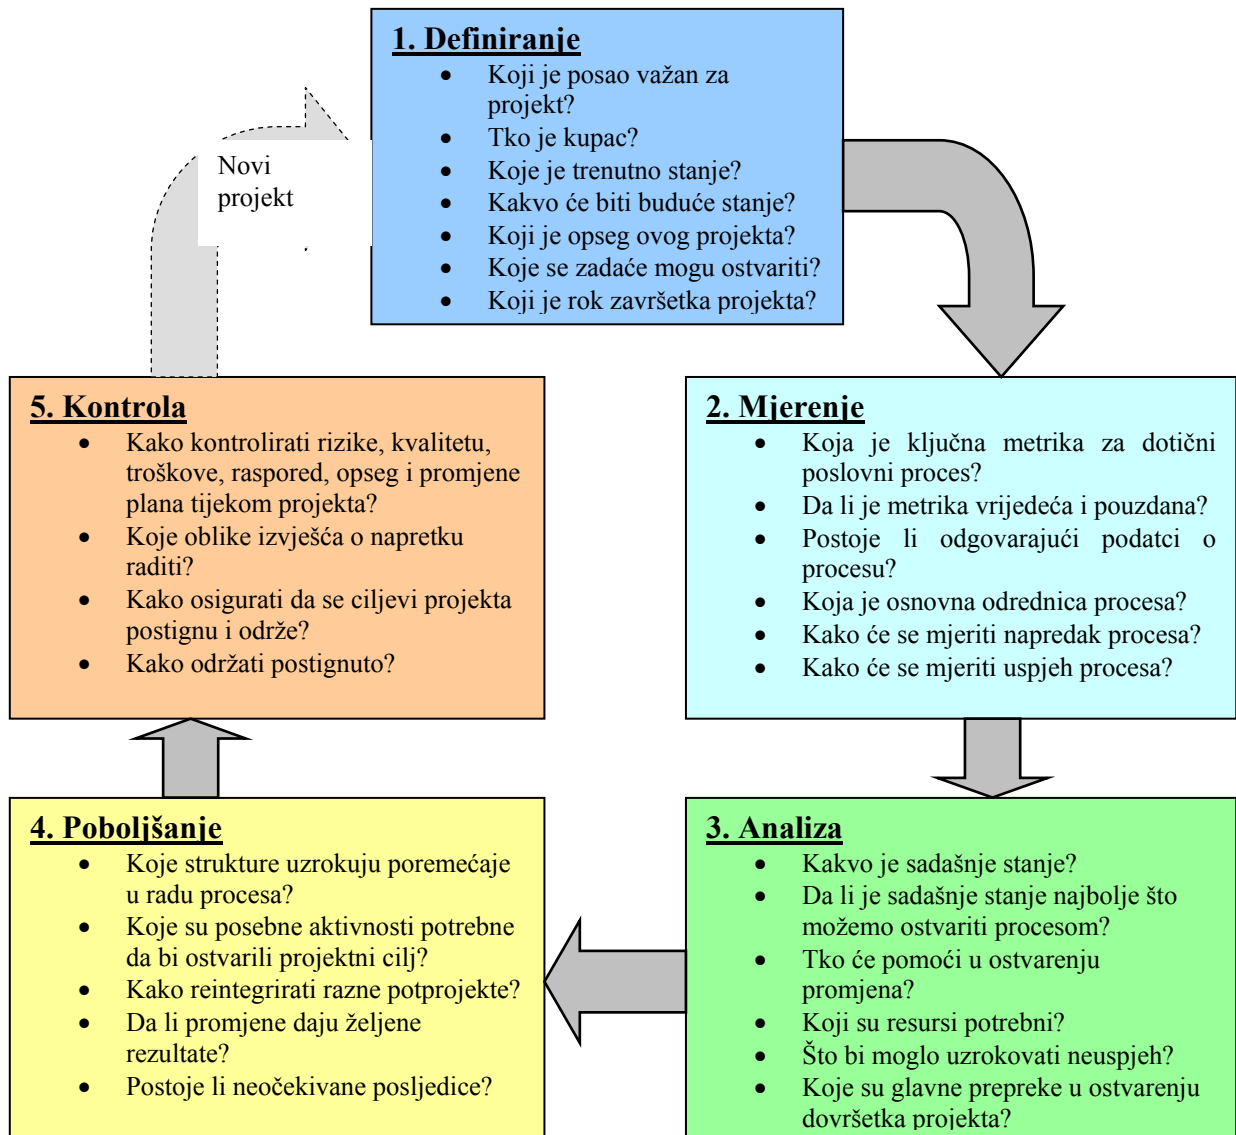 1. Definiranje
• Koji je posao važan za
projekt?
• Tko je kupac?
• Koje je trenutno stanje?
• Kakvo će biti buduće stanje?
• Koji je opseg ovog projekta?
• Koje se zadaće mogu ostvariti?
• Koji je rok završetka projekta?
Novi
projekt
2. Mjerenje
• Koja je ključna metrika za dotični
poslovni proces?
• Da li je metrika vrijedeća i pouzdana?
• Postoje li odgovarajući podatci o
procesu?
• Koja je osnovna odrednica procesa?
• Kako će se mjeriti napredak procesa?
• Kako će se mjeriti uspjeh procesa?
3. Analiza
• Kakvo je sadašnje stanje?
• Da li je sadašnje stanje najbolje što
možemo ostvariti procesom?
• Tko će pomoći u ostvarenju
promjena?
• Koji su resursi potrebni?
• Što bi moglo uzrokovati neuspjeh?
• Koje su glavne prepreke u ostvarenju
dovršetka projekta?
4. Poboljšanje
• Koje strukture uzrokuju poremećaje
u radu procesa?
• Koje su posebne aktivnosti potrebne
da bi ostvarili projektni cilj?
• Kako reintegrirati razne potprojekte?
• Da li promjene daju željene
rezultate?
• Postoje li neočekivane posljedice?
5. Kontrola
• Kako kontrolirati rizike, kvalitetu,
troškove, raspored, opseg i promjene
plana tijekom projekta?
• Koje oblike izvješća o napretku
raditi?
• Kako osigurati da se ciljevi projekta
postignu i održe?
• Kako održati postignuto?